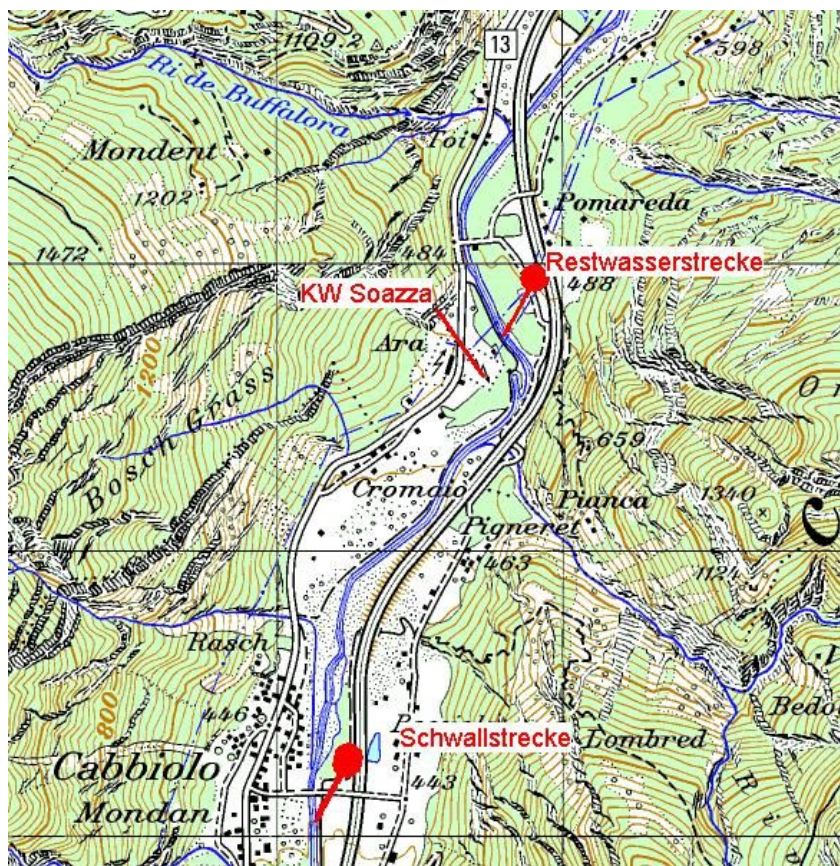 1109.2
13
598
Ri de Buffalora
Toi
Mondent
1202
Pomareda
1472
484
Restwasserstrecke
488
KW Soazza
Ara
1200
Bosch Grass
659
Cromaio
Pianca
1340
Pigneret
463
1124
Rasch
446
800
Schwallstrecke
Lombred
Cabbiolo
443
Mondan